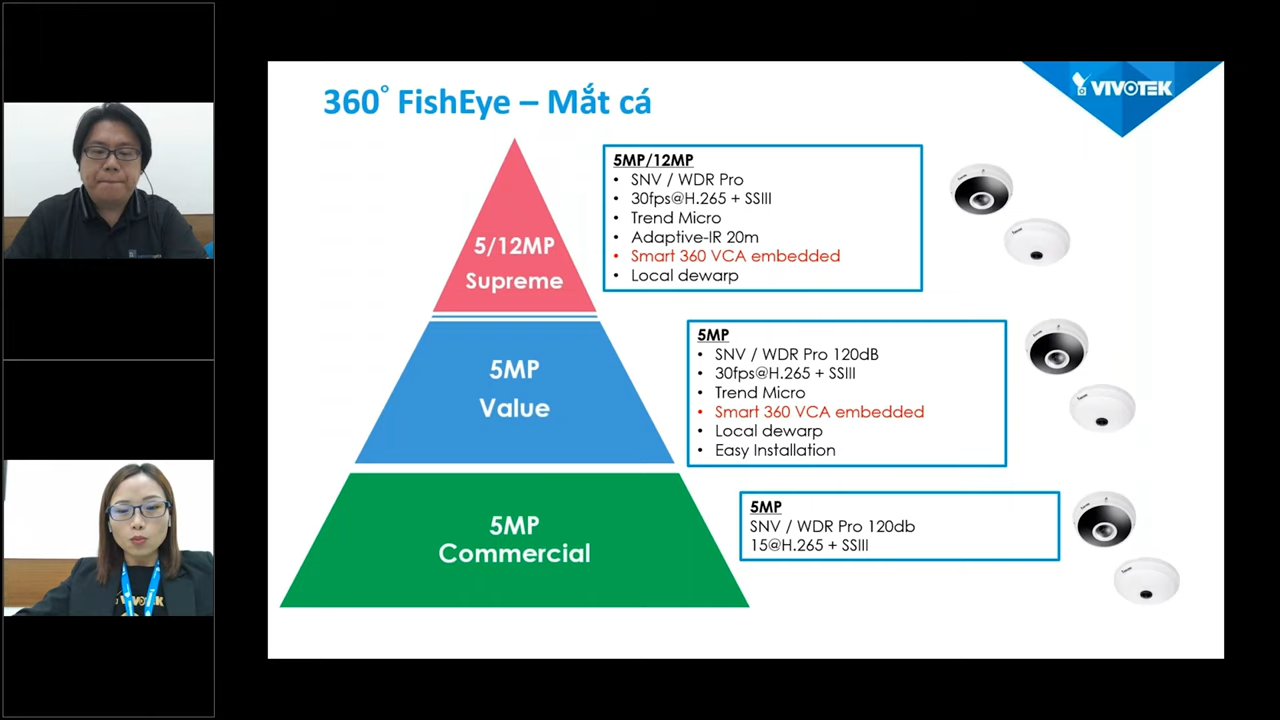 360° FishEye – Mắt cá
VIVOTEK
5/12MP
Supreme
5MP
Value
5MP
Commercial
5MP/12MP
• SNV / WDR Pro
• 30fps@H.265 + SSIII
• Trend Micro
• Adaptive-IR 20m
• Smart 360 VCA embedded
• Local dewarp
5MP
• SNV / WDR Pro 120dB
• 30fps@H.265 + SSIII
• Trend Micro
• Smart 360 VCA embedded
• Local dewarp
• Easy Installation
5MP
SNV / WDR Pro 120db
15@H.265 + SSIII
VIVOTEK